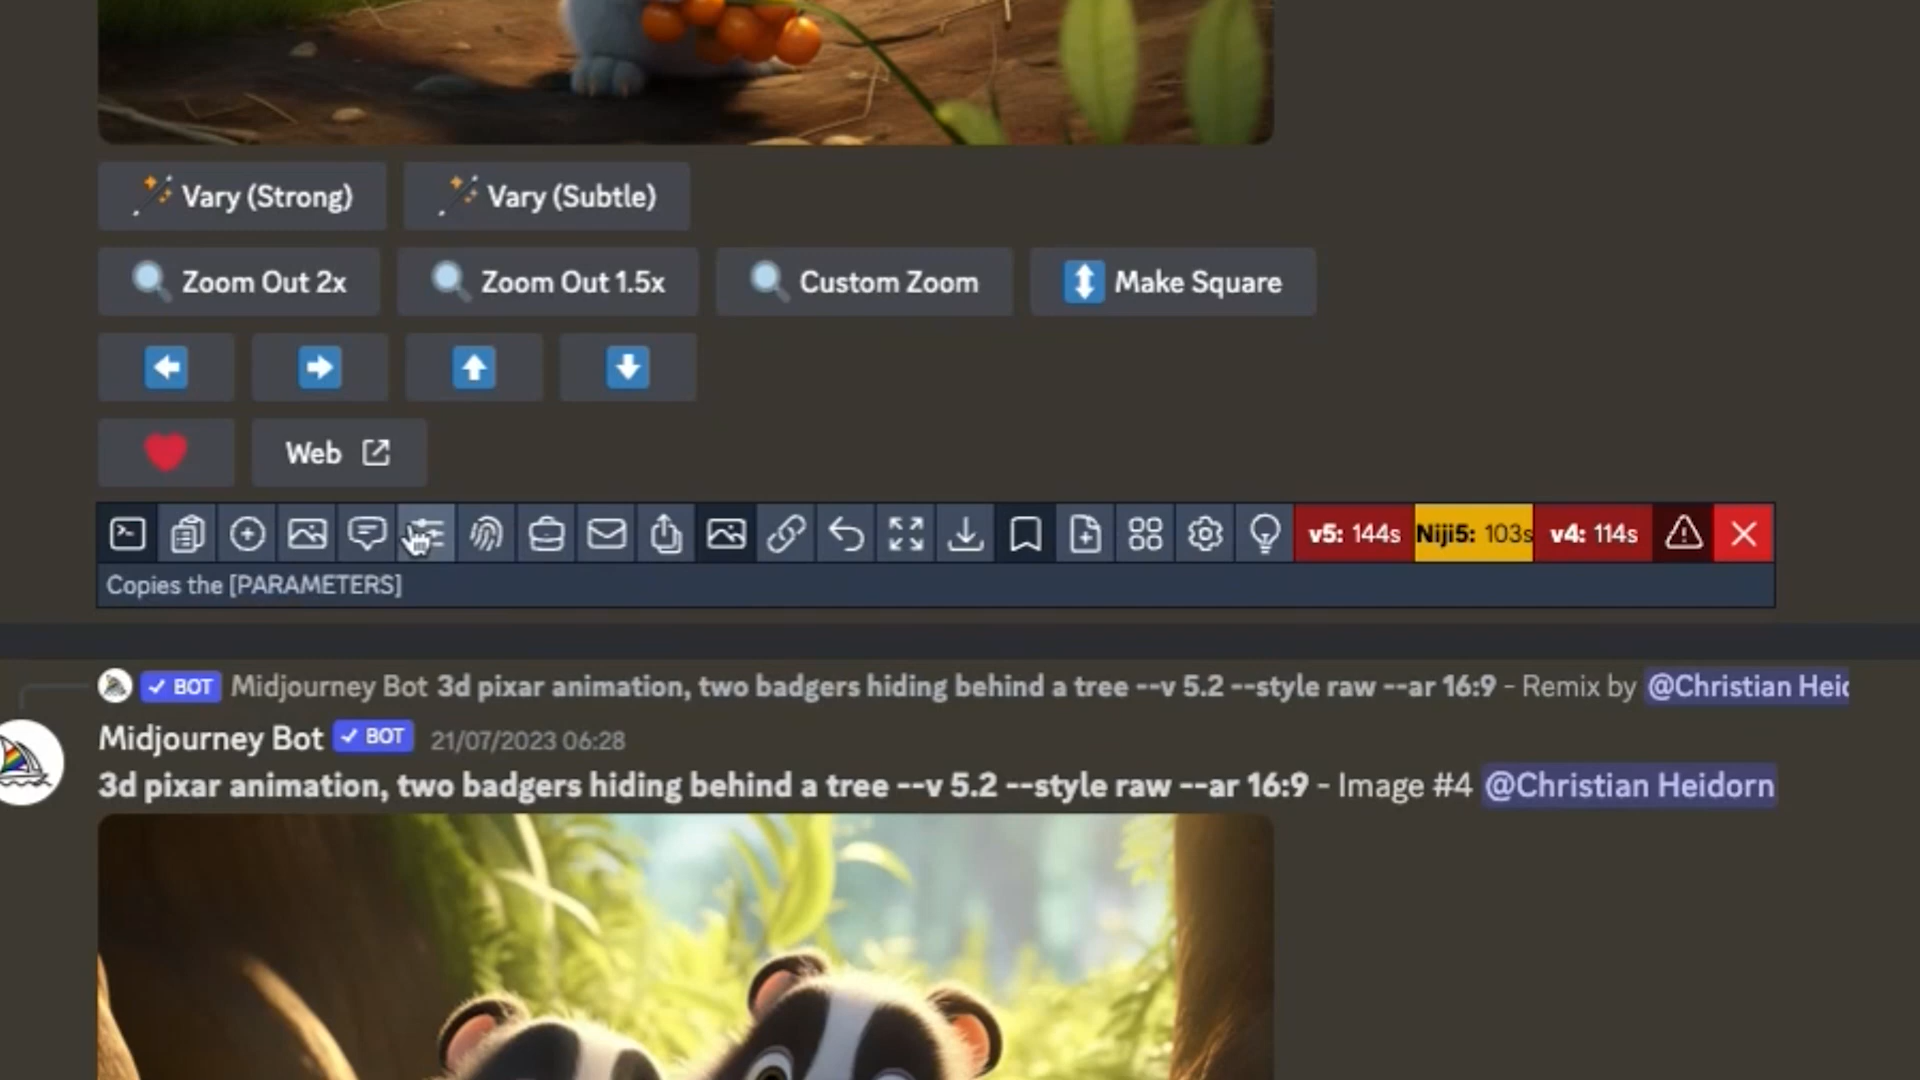 Vary (Strong) Vary (Subtle)
Zoom Out 2x Zoom Out 1.5x Custom Zoom Make Square
Web
v5: 144s Niji5: 103s v4: 114s
Copies the [PARAMETERS]
BOT Midjourney Bot 3d pixar animation, two badgers hiding behind a tree --v 5.2 --style raw --ar 16:9 - Remix by @Christian Heid
Midjourney Bot BOT 21/07/2023 06:28
3d pixar animation, two badgers hiding behind a tree --v 5.2 --style raw --ar 16:9 - Image #4 @Christian Heidorn